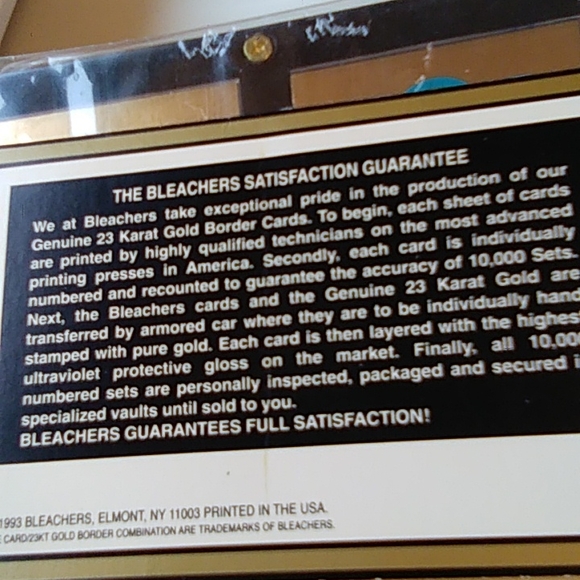 THE BLEACHERS SATISFACTION GUARANTEE
We at Bleachers take exceptional pride in the production of our
Genuine 23 Karat Gold Border Cards. To begin, each sheet of cards
are printed by highly qualified technicians on the most advanced
printing presses in America. Secondly, each card is individually
numbered and recounted to guarantee the accuracy of 10,000 Sets.
Next, the Bleachers cards and the Genuine 23 Karat Gold are
transferred by armored car where they are to be individually hand
stamped with pure gold. Each card is then layered with the highes
ultraviolet protective gloss on the market. Finally, all 10,00
numbered sets are personally inspected, packaged and secured i
specialized vaults until sold to you.
BLEACHERS GUARANTEES FULL SATISFACTION!
1993 BLEACHERS, ELMONT, NY 11003 PRINTED IN THE USA.
CARD/23KT GOLD BORDER COMBINATION ARE TRADEMARKS OF BLEACHERS.